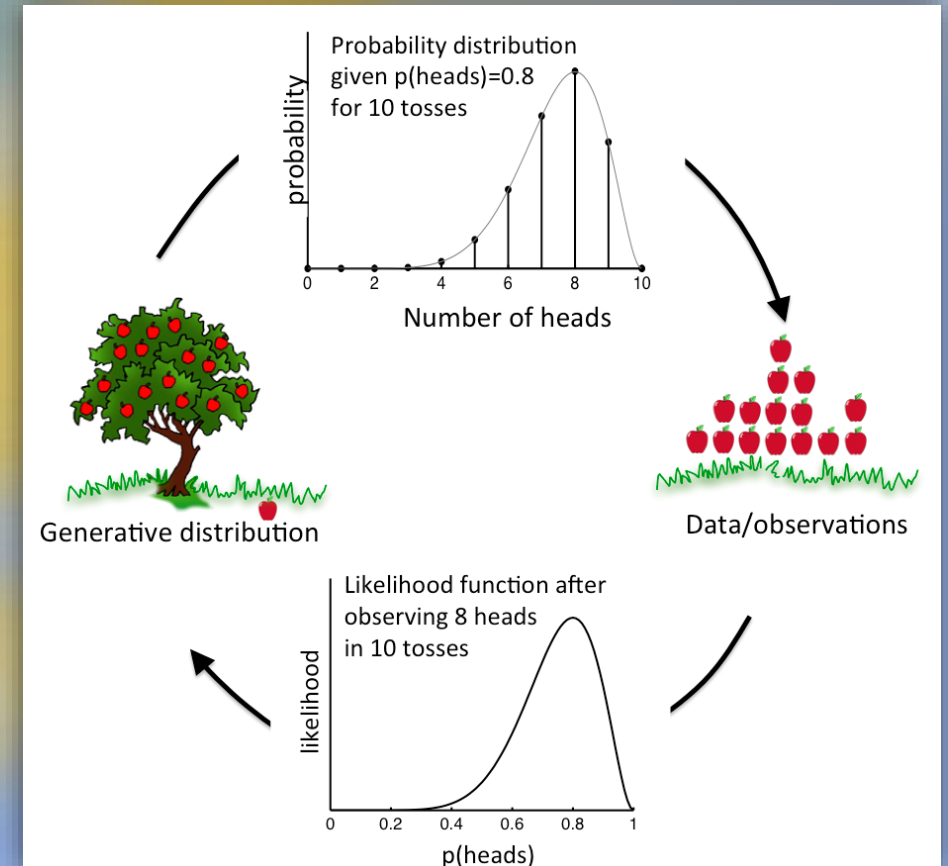 Probability distribution
given p(heads)=0.8
for 10 tosses
probability
0 2 4 6 8 10
Number of heads
Generative distribution
Data/observations
Likelihood function after
observing 8 heads
in 10 tosses
likelihood
0 0.2 0.4 0.6 0.8 1
p(heads)